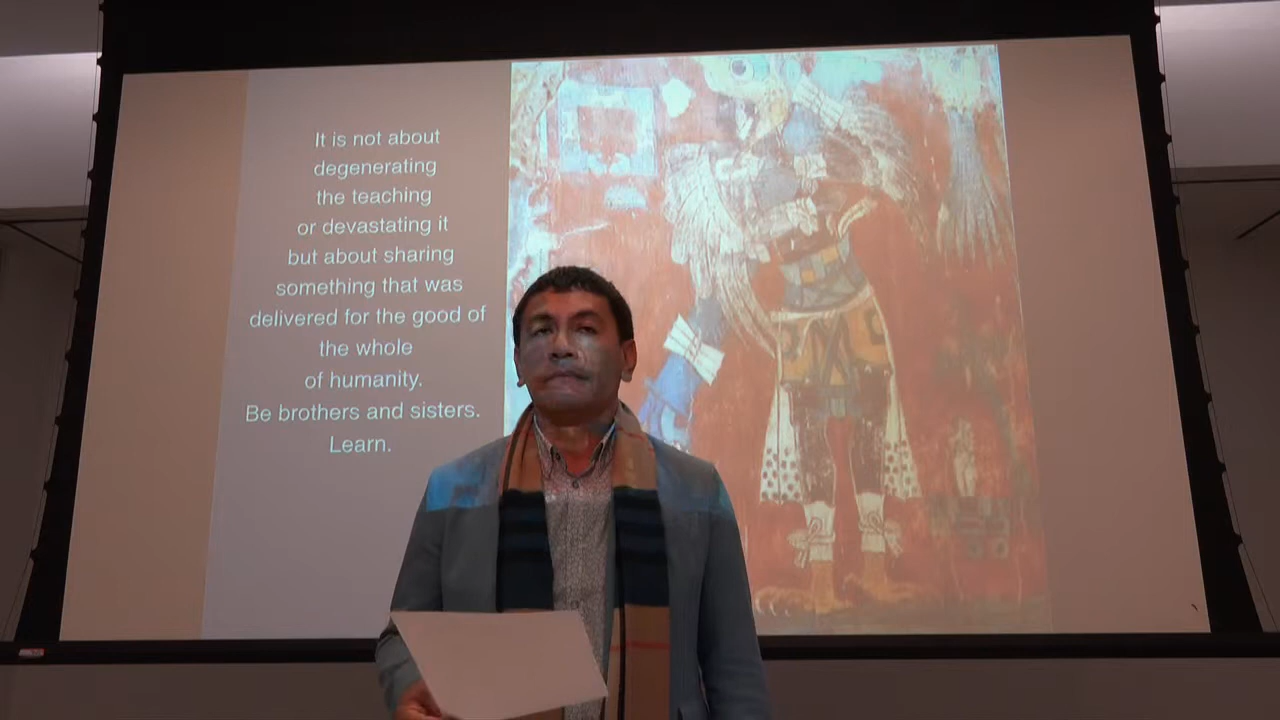 It is not about
degenerating
the teaching
or devastating it
but about sharing
something that was
delivered for the good of
the whole
of humanity.
Be brothers and sisters.
Learn.